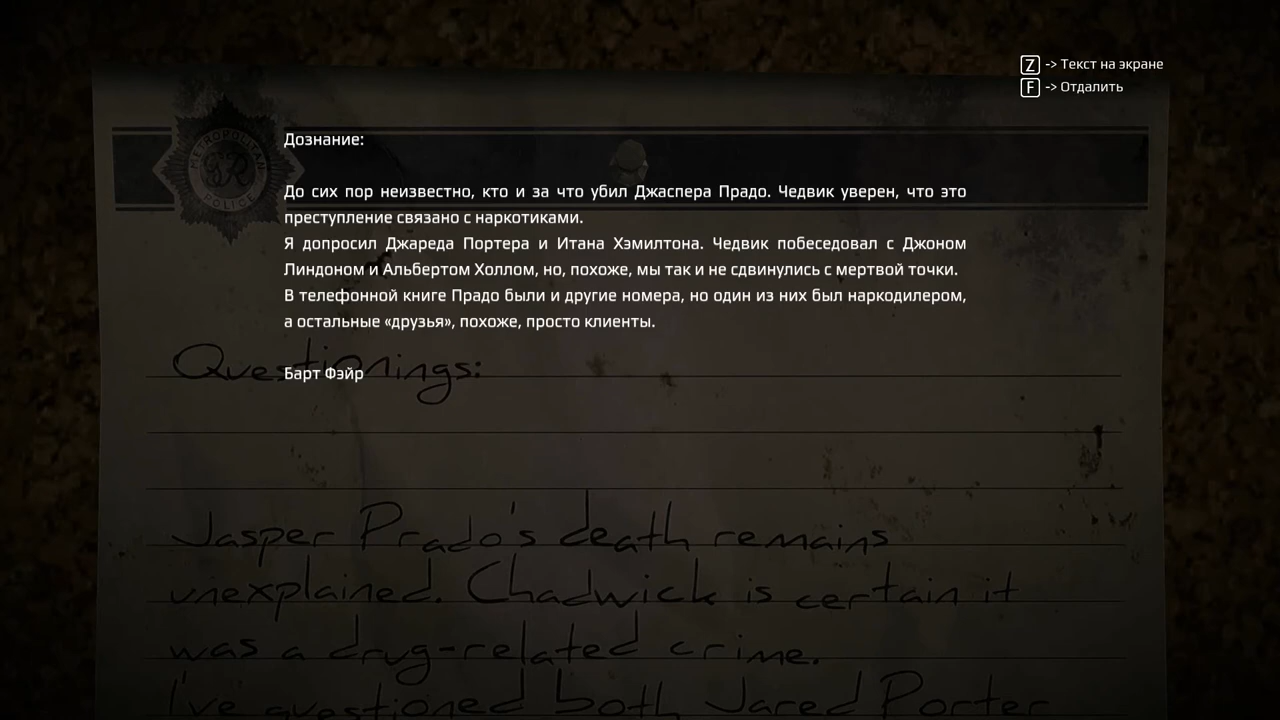 Z -> Текст на экране
F -> Отдалить
METROPOLITAN
GR
POLICE
Дознание:
До сих пор неизвестно, кто и за что убил Джаспера Прадо. Чедвик уверен, что это
преступление связано с наркотиками.
Я допросил Джареда Портера и Итана Хэмилтона. Чедвик побеседовал с Джоном
Линдоном и Альбертом Холлом, но, похоже, мы так и не сдвинулись с мертвой точки.
В телефонной книге Прадо были и другие номера, но один из них был наркодилером,
а остальные «друзья», похоже, просто клиенты.
Барт Фэйр
Questionings:
Jasper Prado's death remains
unexplained. Chadwick is certain it
was a drug-related crime.
I've questioned both Jared Porter